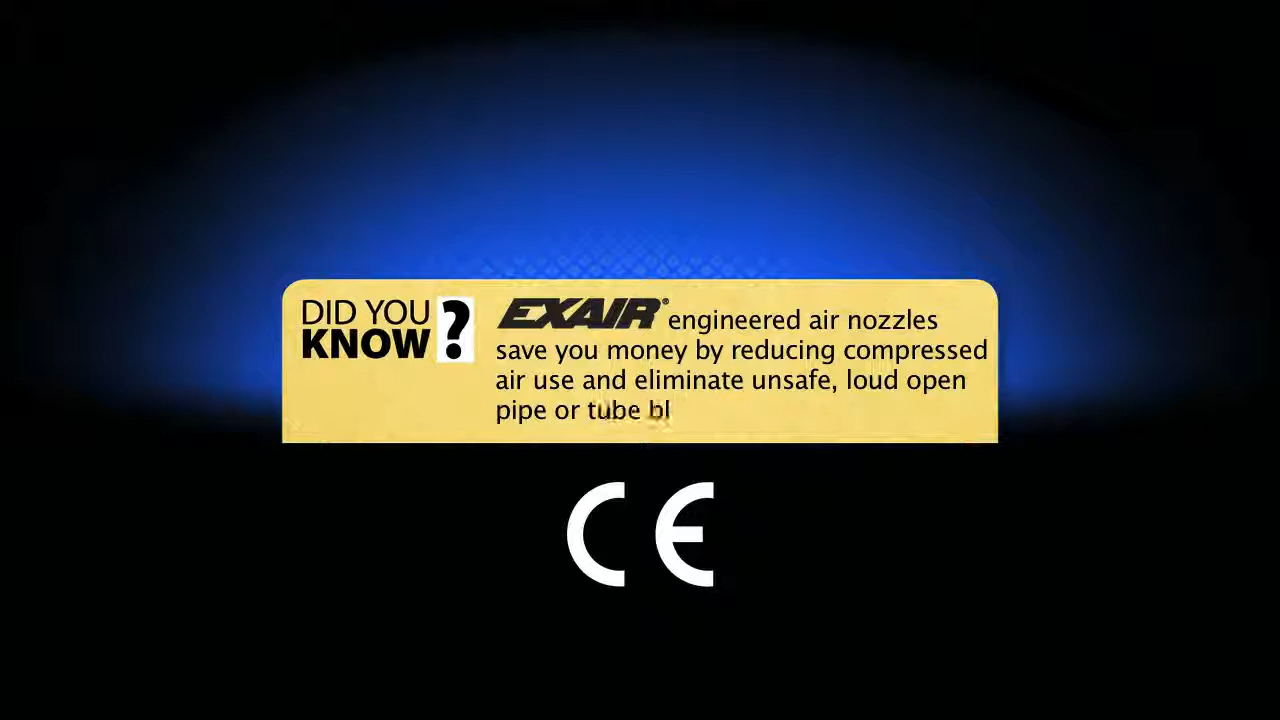 DID YOU
KNOW?
EXAIR® engineered air nozzles
save you money by reducing compressed
air use and eliminate unsafe, loud open
pipe or tube bl
CE